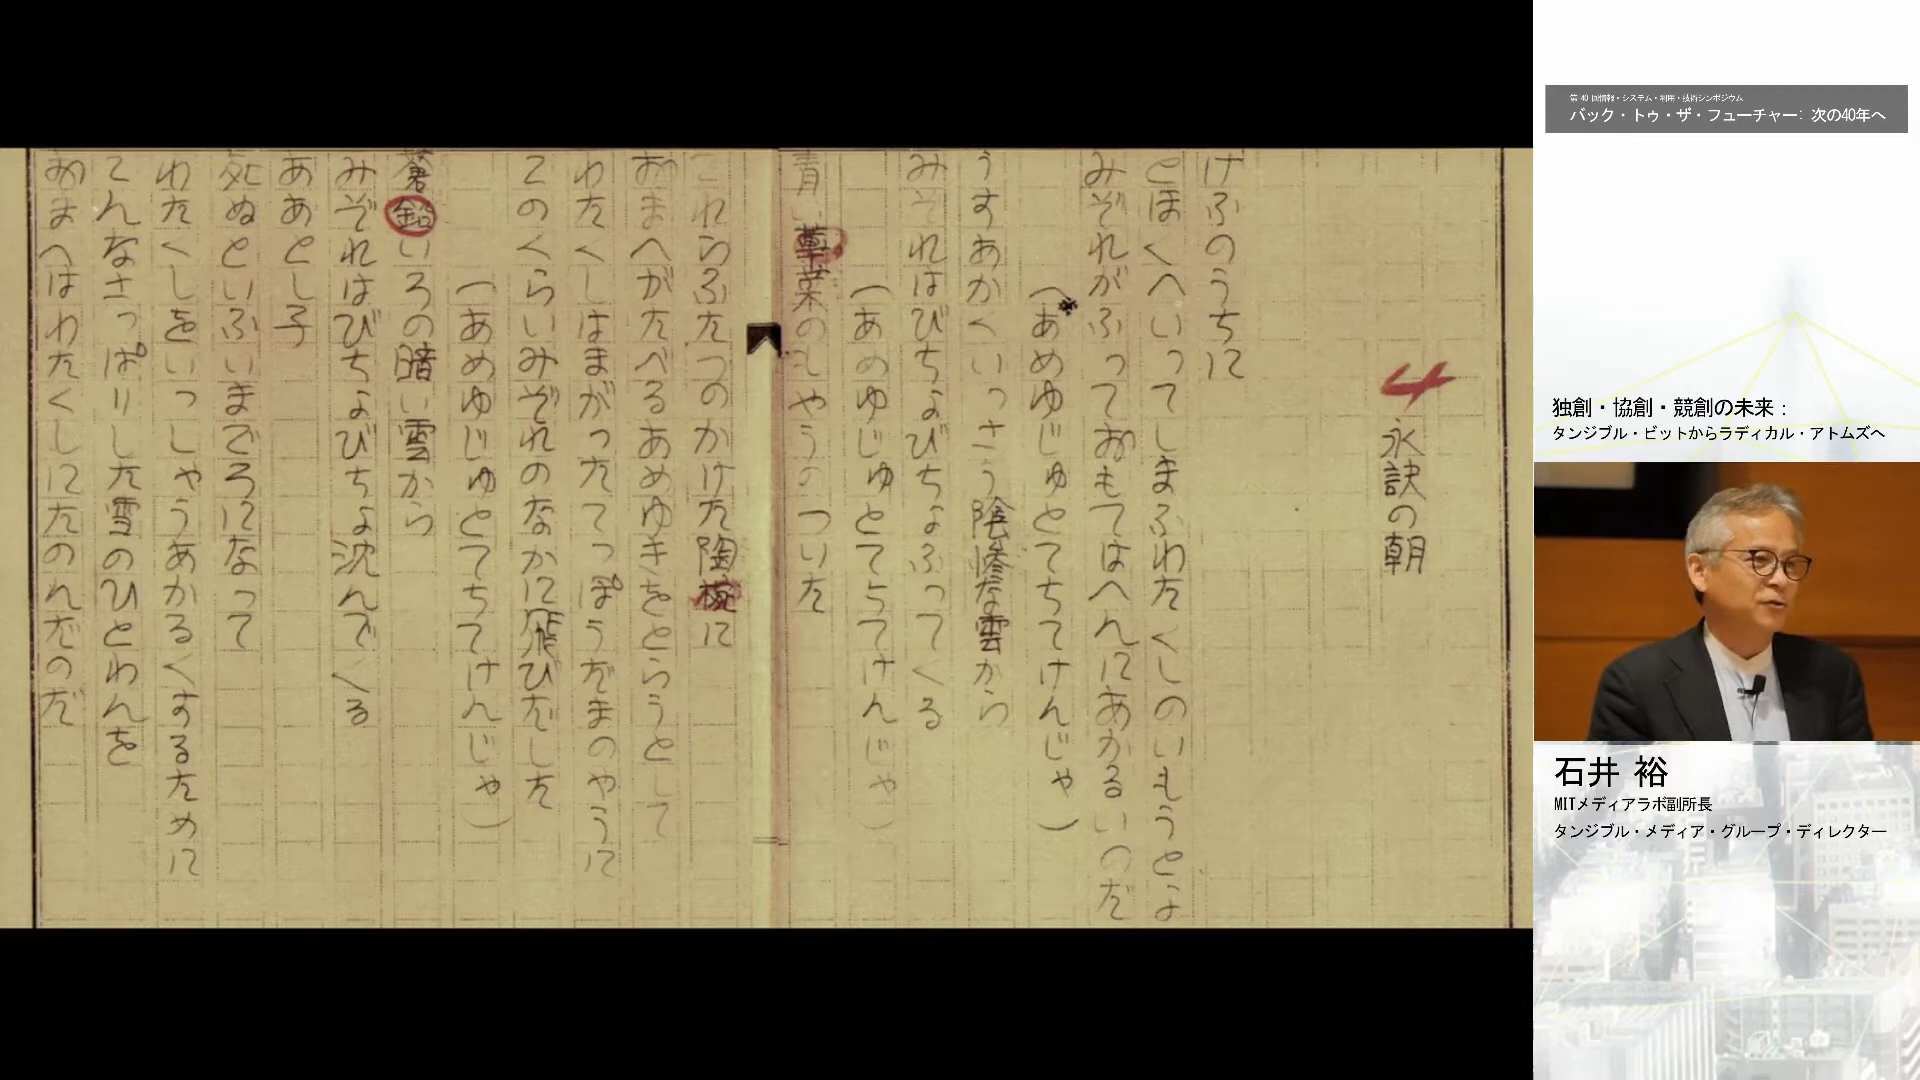 4
永訣の朝
けふのうちに
とほくへいってしまふわたくしのいもうとよ
みぞれがふっておもてはへんにあかるいのだ
(※あめゆじゅとてちてけんじゃ)
うすあかくいっさう陰惨な雲から
みぞれはびちょびちょふってくる
(あめゆじゅとてちてけんじゃ)
青い蓴菜のもやうのついた
これらふたつのかけた陶椀に
おまへがたべるあめゆきをとらうとして
わたくしはまがったてっぽうだまのやうに
このくらいみぞれのなかに飛びだした
(あめゆじゅとてちてけんじゃ)
蒼鉛いろの暗い雲から
みぞれはびちょびちょ沈んでくる
ああとし子
死ぬといふいまごろになって
わたくしをいっしゃうあかるくするために
こんなさっぱりした雪のひとわんを
おまへはわたくしにたのんだのだ
第 40 回情報・システム・利用・技術シンポジウム
バック・トゥ・ザ・フューチャー: 次の40年へ
独創・協創・競創の未来：
タンジブル・ビットからラディカル・アトムズへ
石井 裕
MITメディアラボ副所長
タンジブル・メディア・グループ・ディレクター